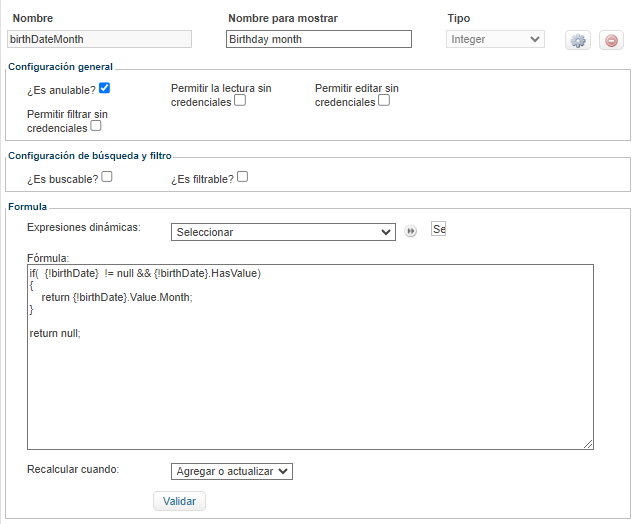 Nombre Nombre para mostrar Tipo
birthDateMonth Birthday month Integer
Configuración general
¿Es anulable? Permitir la lectura sin credenciales Permitir editar sin credenciales
Permitir filtrar sin
credenciales
Configuración de búsqueda y filtro
¿Es buscable? ¿Es filtrable?
Formula
Expresiones dinámicas: Seleccionar Se
Fórmula:
if( {!birthDate} != null && {!birthDate}.HasValue)
{
return {!birthDate}.Value.Month;
}
return null;
Recalcular cuando: Agregar o actualizar
Validar